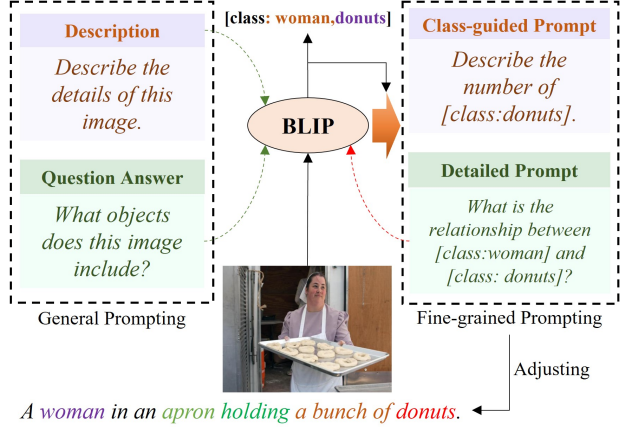 [class: woman,donuts]
Description
Describe the
details of this
image.
Question Answer
What objects
does this image
include?
General Prompting
BLIP
Class-guided Prompt
Describe the
number of
[class:donuts].
Detailed Prompt
What is the
relationship between
[class:woman] and
[class: donuts]?
Fine-grained Prompting
Adjusting
A woman in an apron holding a bunch of donuts.